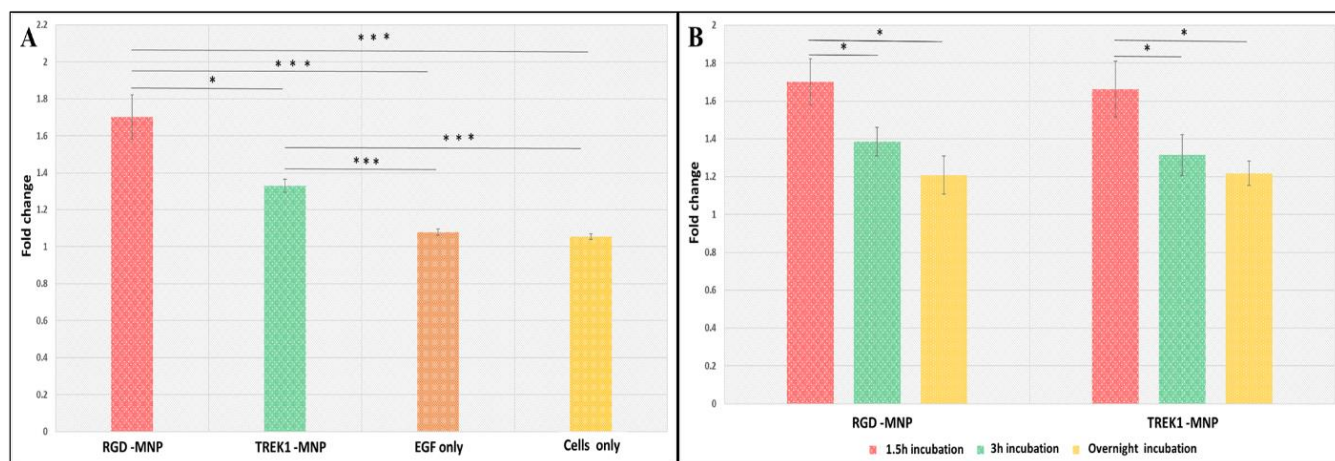 A
Fold change
2.2
2
1.8
1.6
1.4
1.2
1
0.8
0.6
0.4
0.2
0
* * *
* * *
*
* * *
***
RGD -MNP
TREK1 -MNP
EGF only
Cells only
B
Fold change
2
1.8
1.6
1.4
1.2
1
0.8
0.6
0.4
0.2
0
*
*
*
*
RGD -MNP
TREK1 -MNP
1.5h incubation
3h incubation
Overnight incubation